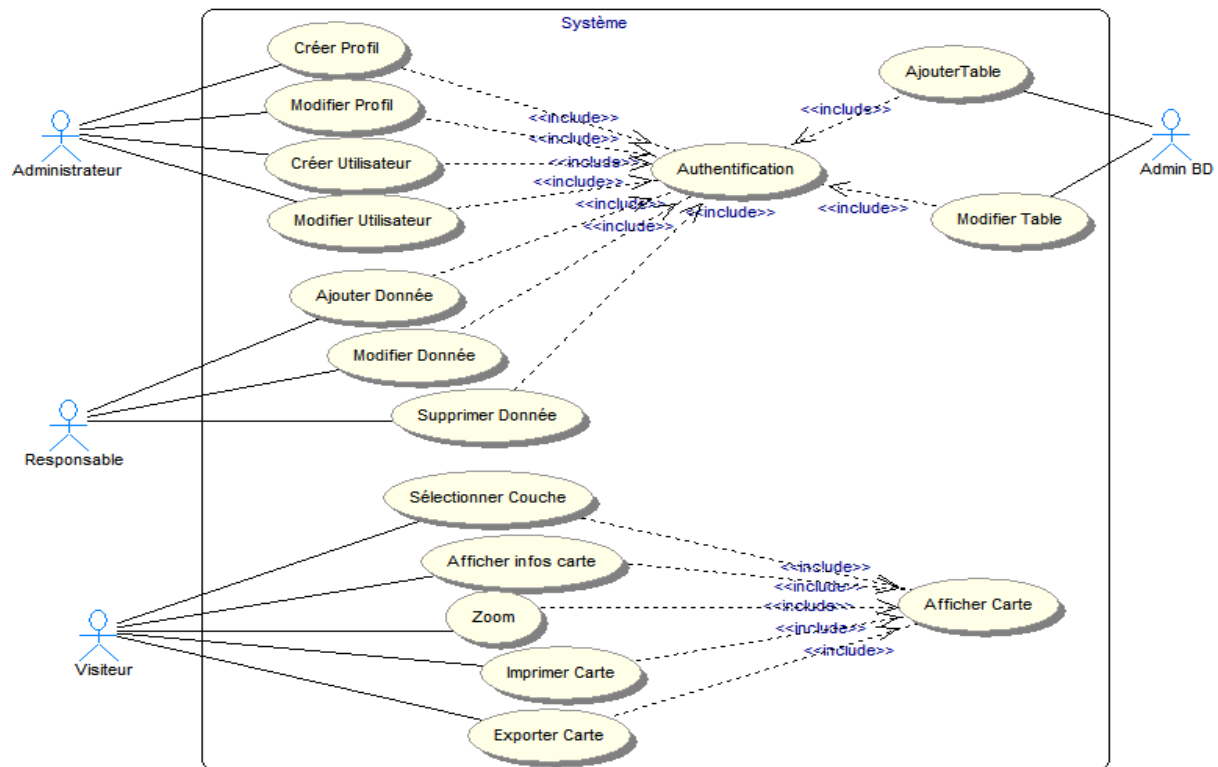 Système
Créer Profil
AjouterTable
Modifier Profil
<<include>>
<<include>>
<<include>>
Administrateur
Admin BD
Créer Utilisateur
<<include>>
Authentification
<<include>>
<<include>>
<<include>>
<<include>>
<<include>>
Modifier Utilisateur
<<include>>
Modifier Table
Ajouter Donnée
Modifier Donnée
Supprimer Donnée
Responsable
Sélectionner Couche
Afficher infos carte
<<include>>
<<include>>
Zoom
<<include>>
Afficher Carte
<<include>>
<<include>>
Visiteur
Imprimer Carte
Exporter Carte